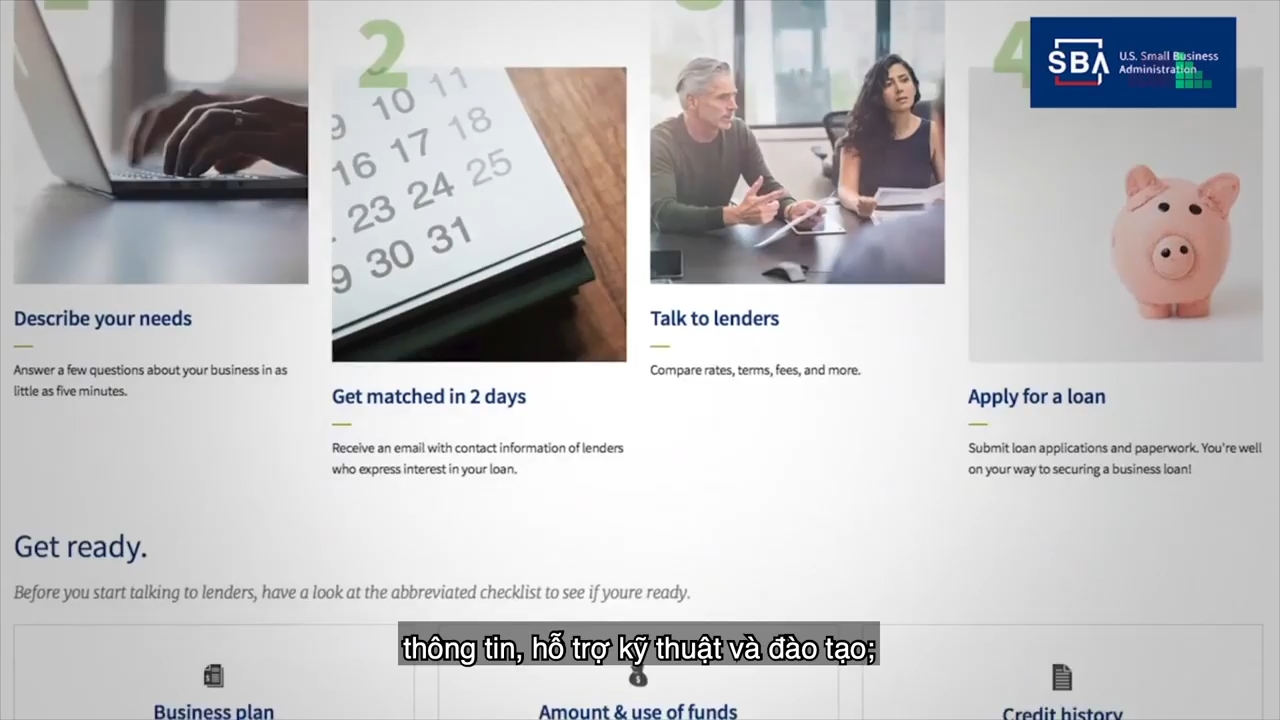 2
4
SBA
U.S. Small Business
Administration
10 11
9 16 17 18
23 24 25
30 31
Describe your needs
Answer a few questions about your business in as
little as five minutes.
Get matched in 2 days
Receive an email with contact information of lenders
who express interest in your loan.
Talk to lenders
Compare rates, terms, fees, and more.
Apply for a loan
Submit loan applications and paperwork. You're well
on your way to securing a business loan!
Get ready.
Before you start talking to lenders, have a look at the abbreviated checklist to see if youre ready.
thông tin, hỗ trợ kỹ thuật và đào tạo;
Business plan
Amount & use of funds
Credit history